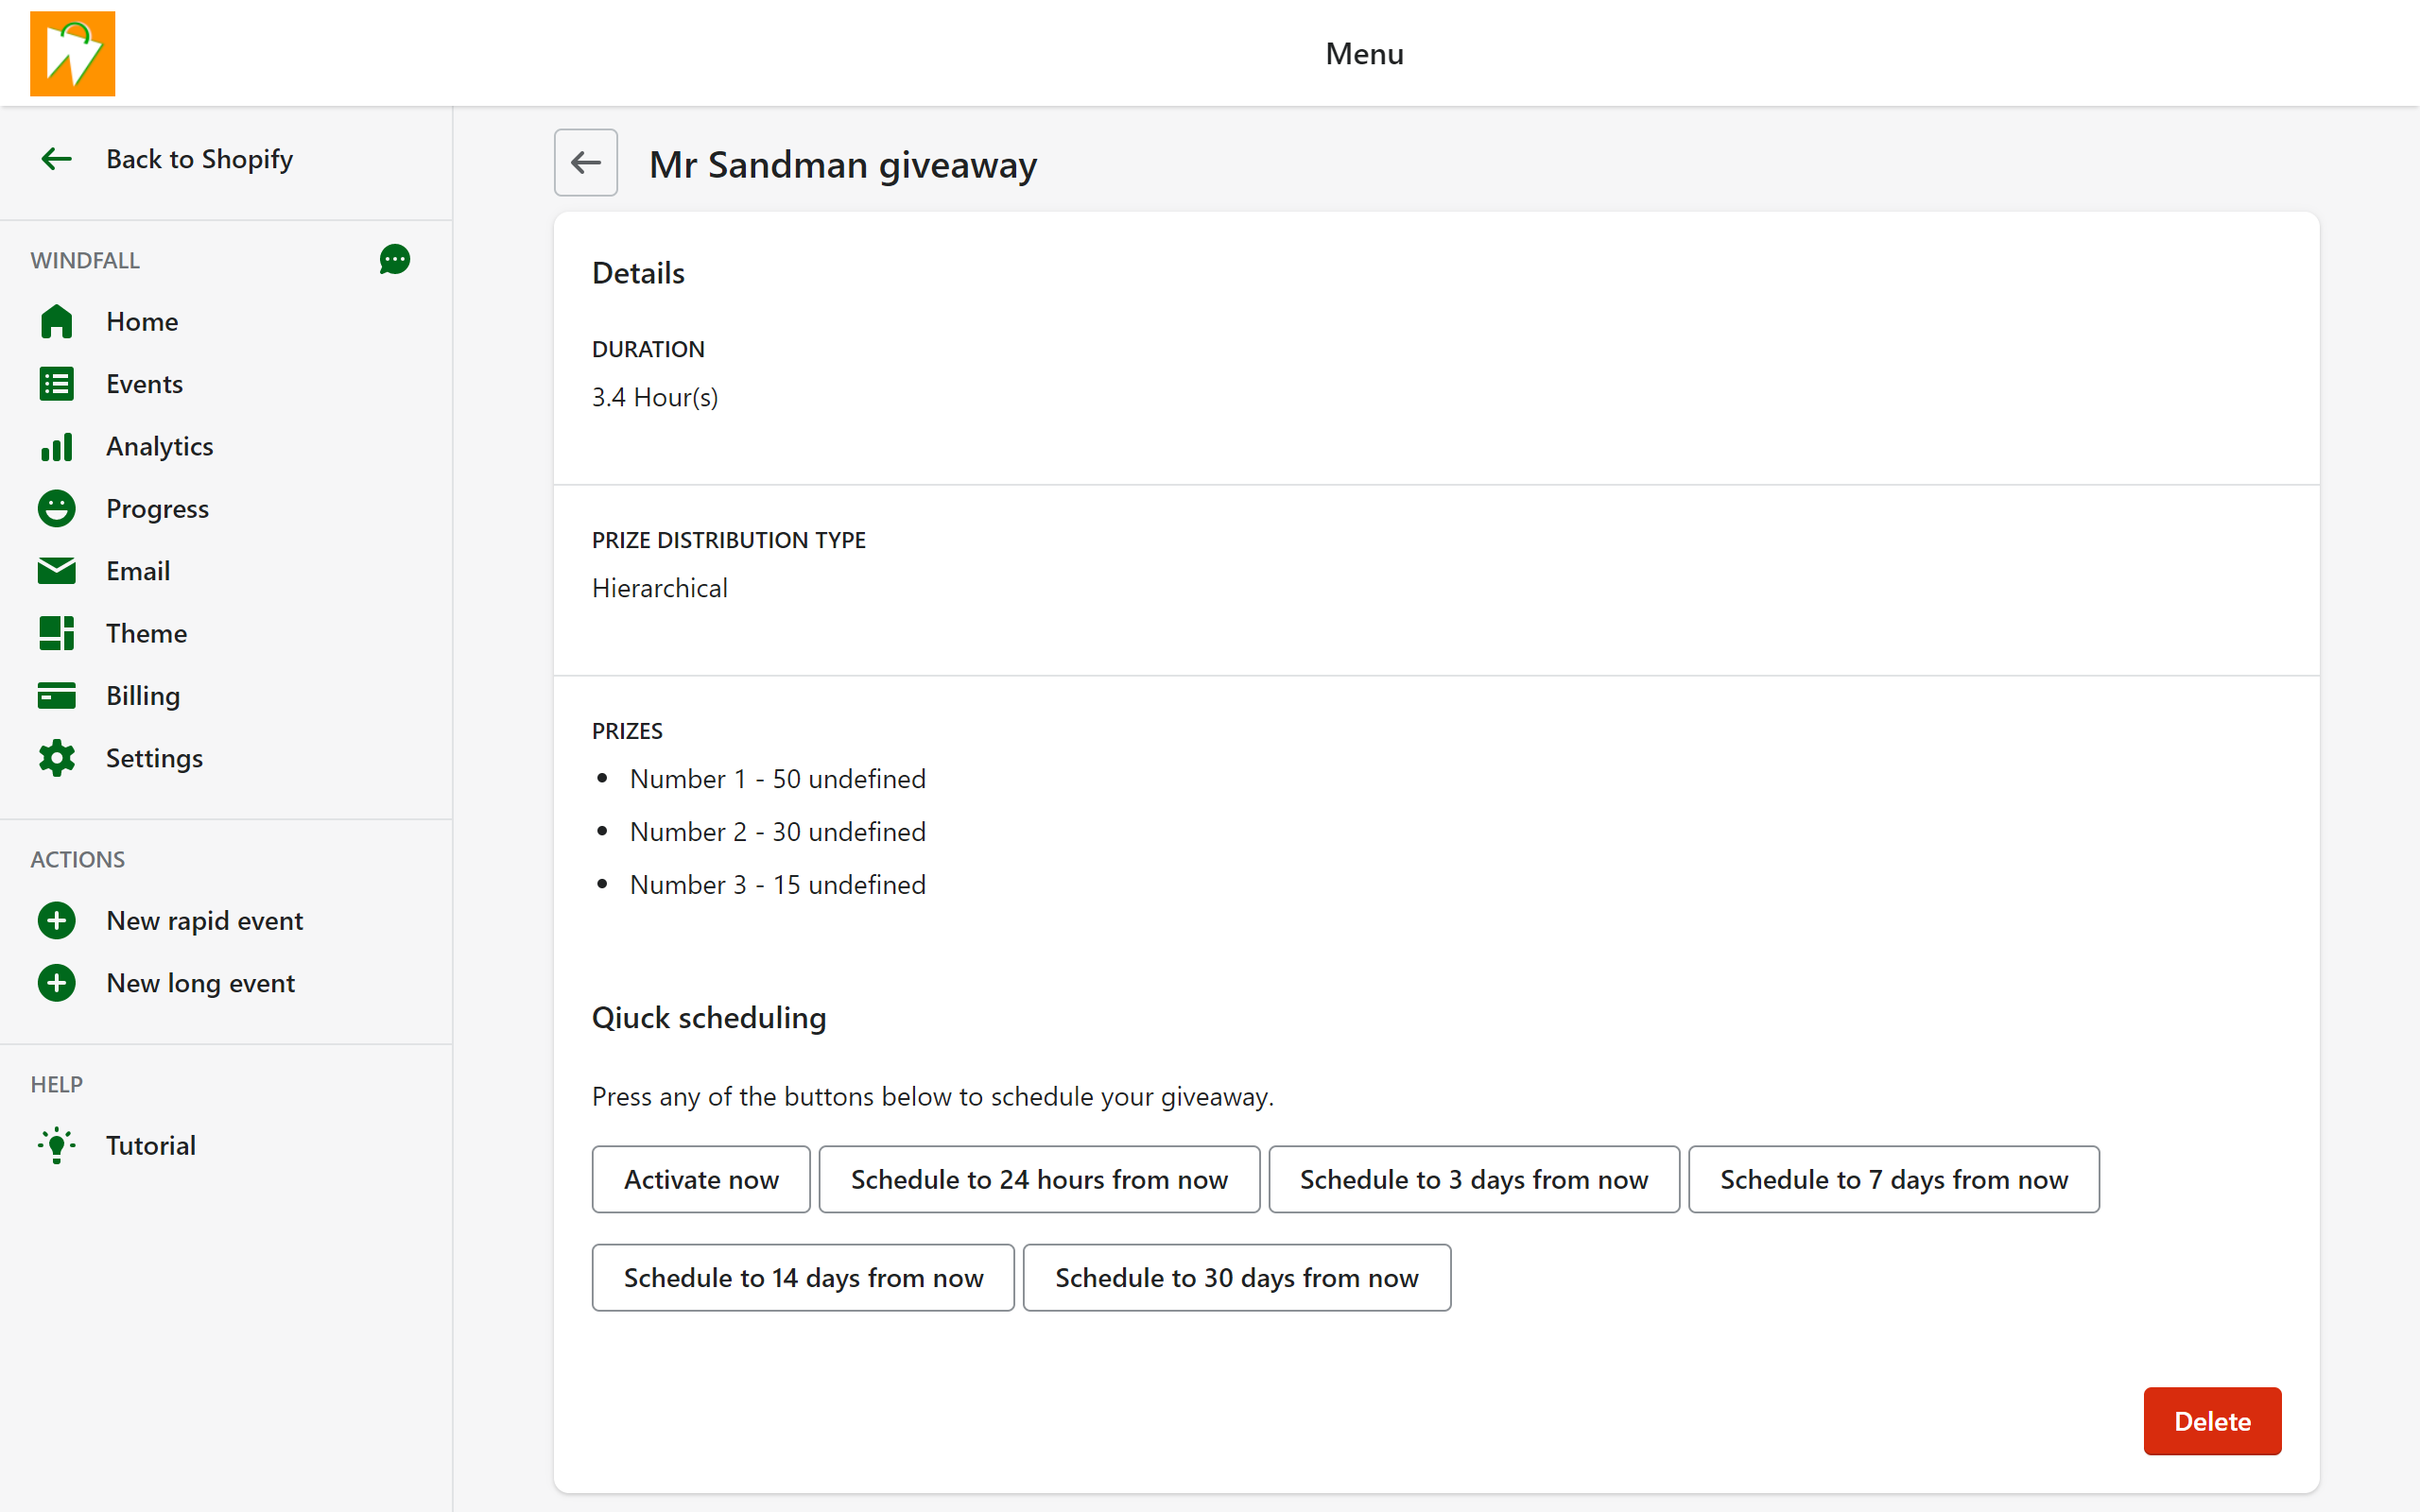 Menu
Back to Shopify
WINDFALL
Home
Events
Analytics
Progress
Email
Theme
Billing
Settings
ACTIONS
New rapid event
New long event
HELP
Tutorial
Mr Sandman giveaway
Details
DURATION
3.4 Hour(s)
PRIZE DISTRIBUTION TYPE
Hierarchical
PRIZES
Number 1 - 50 undefined
Number 2 - 30 undefined
Number 3 - 15 undefined
Qiuck scheduling
Press any of the buttons below to schedule your giveaway.
Activate now Schedule to 24 hours from now Schedule to 3 days from now Schedule to 7 days from now
Schedule to 14 days from now Schedule to 30 days from now
Delete